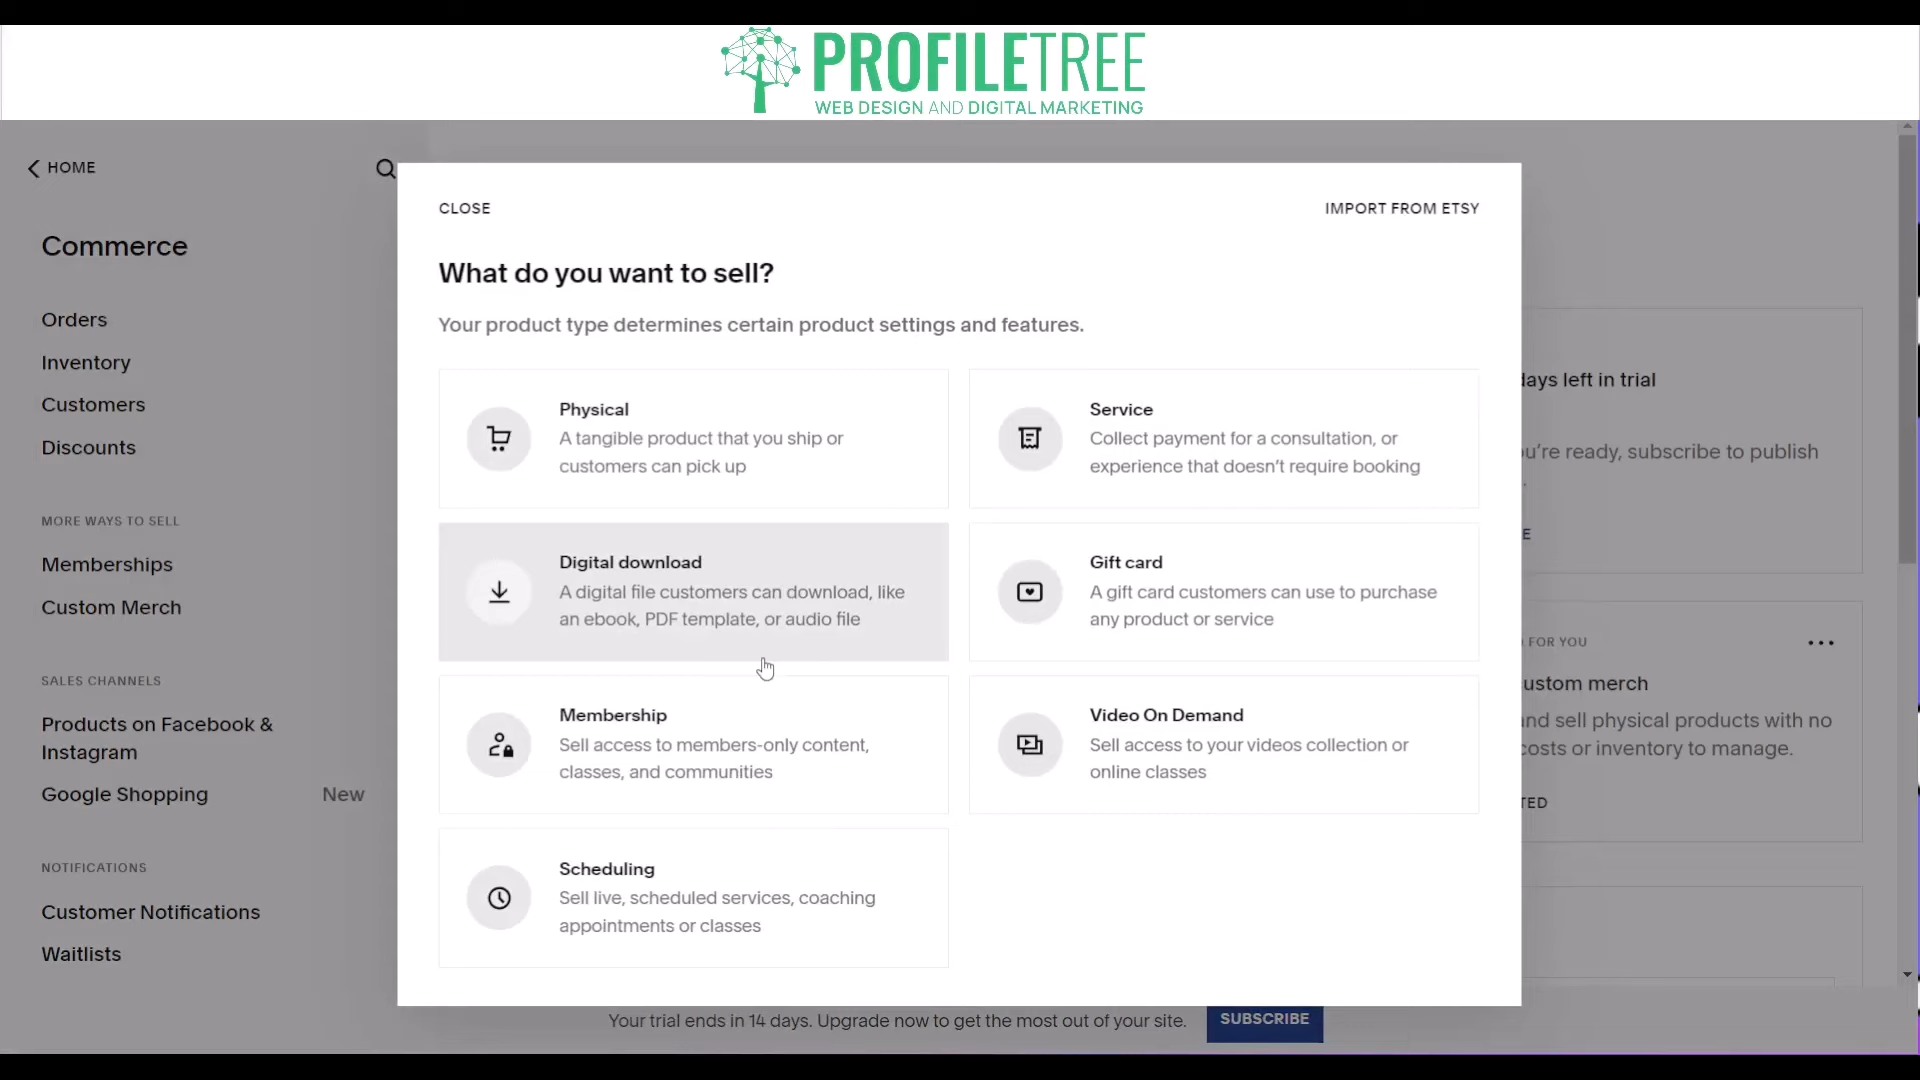 PROFILETREE
WEB DESIGN AND DIGITAL MARKETING
HOME
Commerce
Orders
Inventory
Customers
Discounts
MORE WAYS TO SELL
Memberships
Custom Merch
SALES CHANNELS
Products on Facebook &
Instagram
Google Shopping New
NOTIFICATIONS
Customer Notifications
Waitlists
CLOSE
IMPORT FROM ETSY
What do you want to sell?
Your product type determines certain product settings and features.
Physical
A tangible product that you ship or
customers can pick up
Service
Collect payment for a consultation, or
experience that doesn't require booking
Digital download
A digital file customers can download, like
an ebook, PDF template, or audio file
Gift card
A gift card customers can use to purchase
any product or service
Membership
Sell access to members-only content,
classes, and communities
Video On Demand
Sell access to your videos collection or
online classes
Scheduling
Sell live, scheduled services, coaching
appointments or classes
days left in trial
ou're ready, subscribe to publish
FOR YOU
ustom merch
and sell physical products with no
costs or inventory to manage.
TED
Your trial ends in 14 days. Upgrade now to get the most out of your site.
SUBSCRIBE